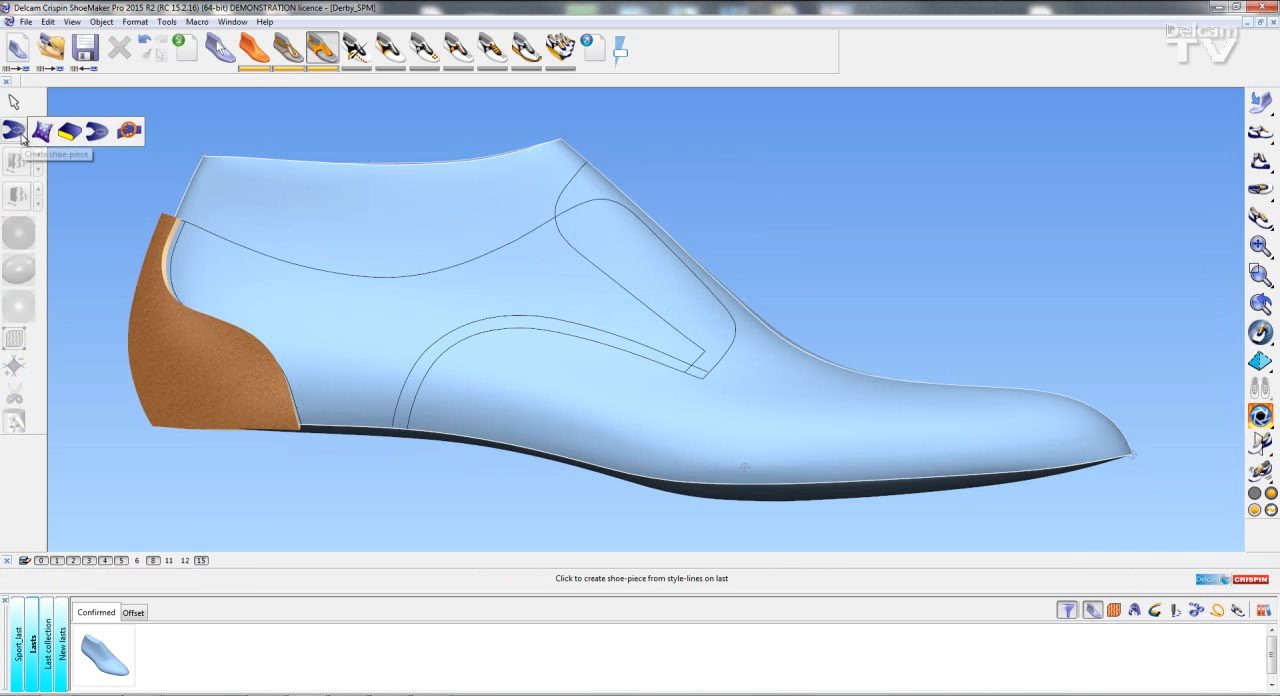 Delcam Crispin ShoeMaker Pro 2015 R2 (RC 15.2.16) (64-bit) DEMONSTRATION licence - [Derby_SPM]
File Edit View Object Format Tools Macro Window Help
Delcam
TV
Create shoe-piece
0 1 2 3 4 5 6 8 11 12 15
Click to create shoe-piece from style-lines on last
Delcam CRISPIN
Confirmed Offset
Sport_last
Lasts
Last collection
New lasts